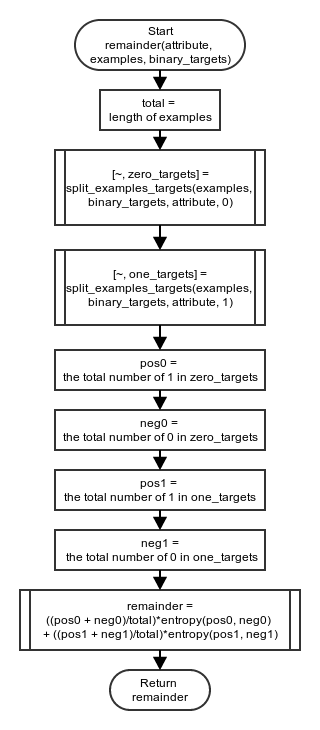 Start
remainder(attribute,
examples, binary_targets)
total =
length of examples
[~, zero_targets] =
split_examples_targets(examples,
binary_targets, attribute, 0)
[~, one_targets] =
split_examples_targets(examples,
binary_targets, attribute, 1)
pos0 =
the total number of 1 in zero_targets
neg0 =
the total number of 0 in zero_targets
pos1 =
the total number of 1 in one_targets
neg1 =
the total number of 0 in one_targets
remainder =
((pos0 + neg0)/total)*entropy(pos0, neg0)
+ ((pos1 + neg1)/total)*entropy(pos1, neg1)
Return
remainder